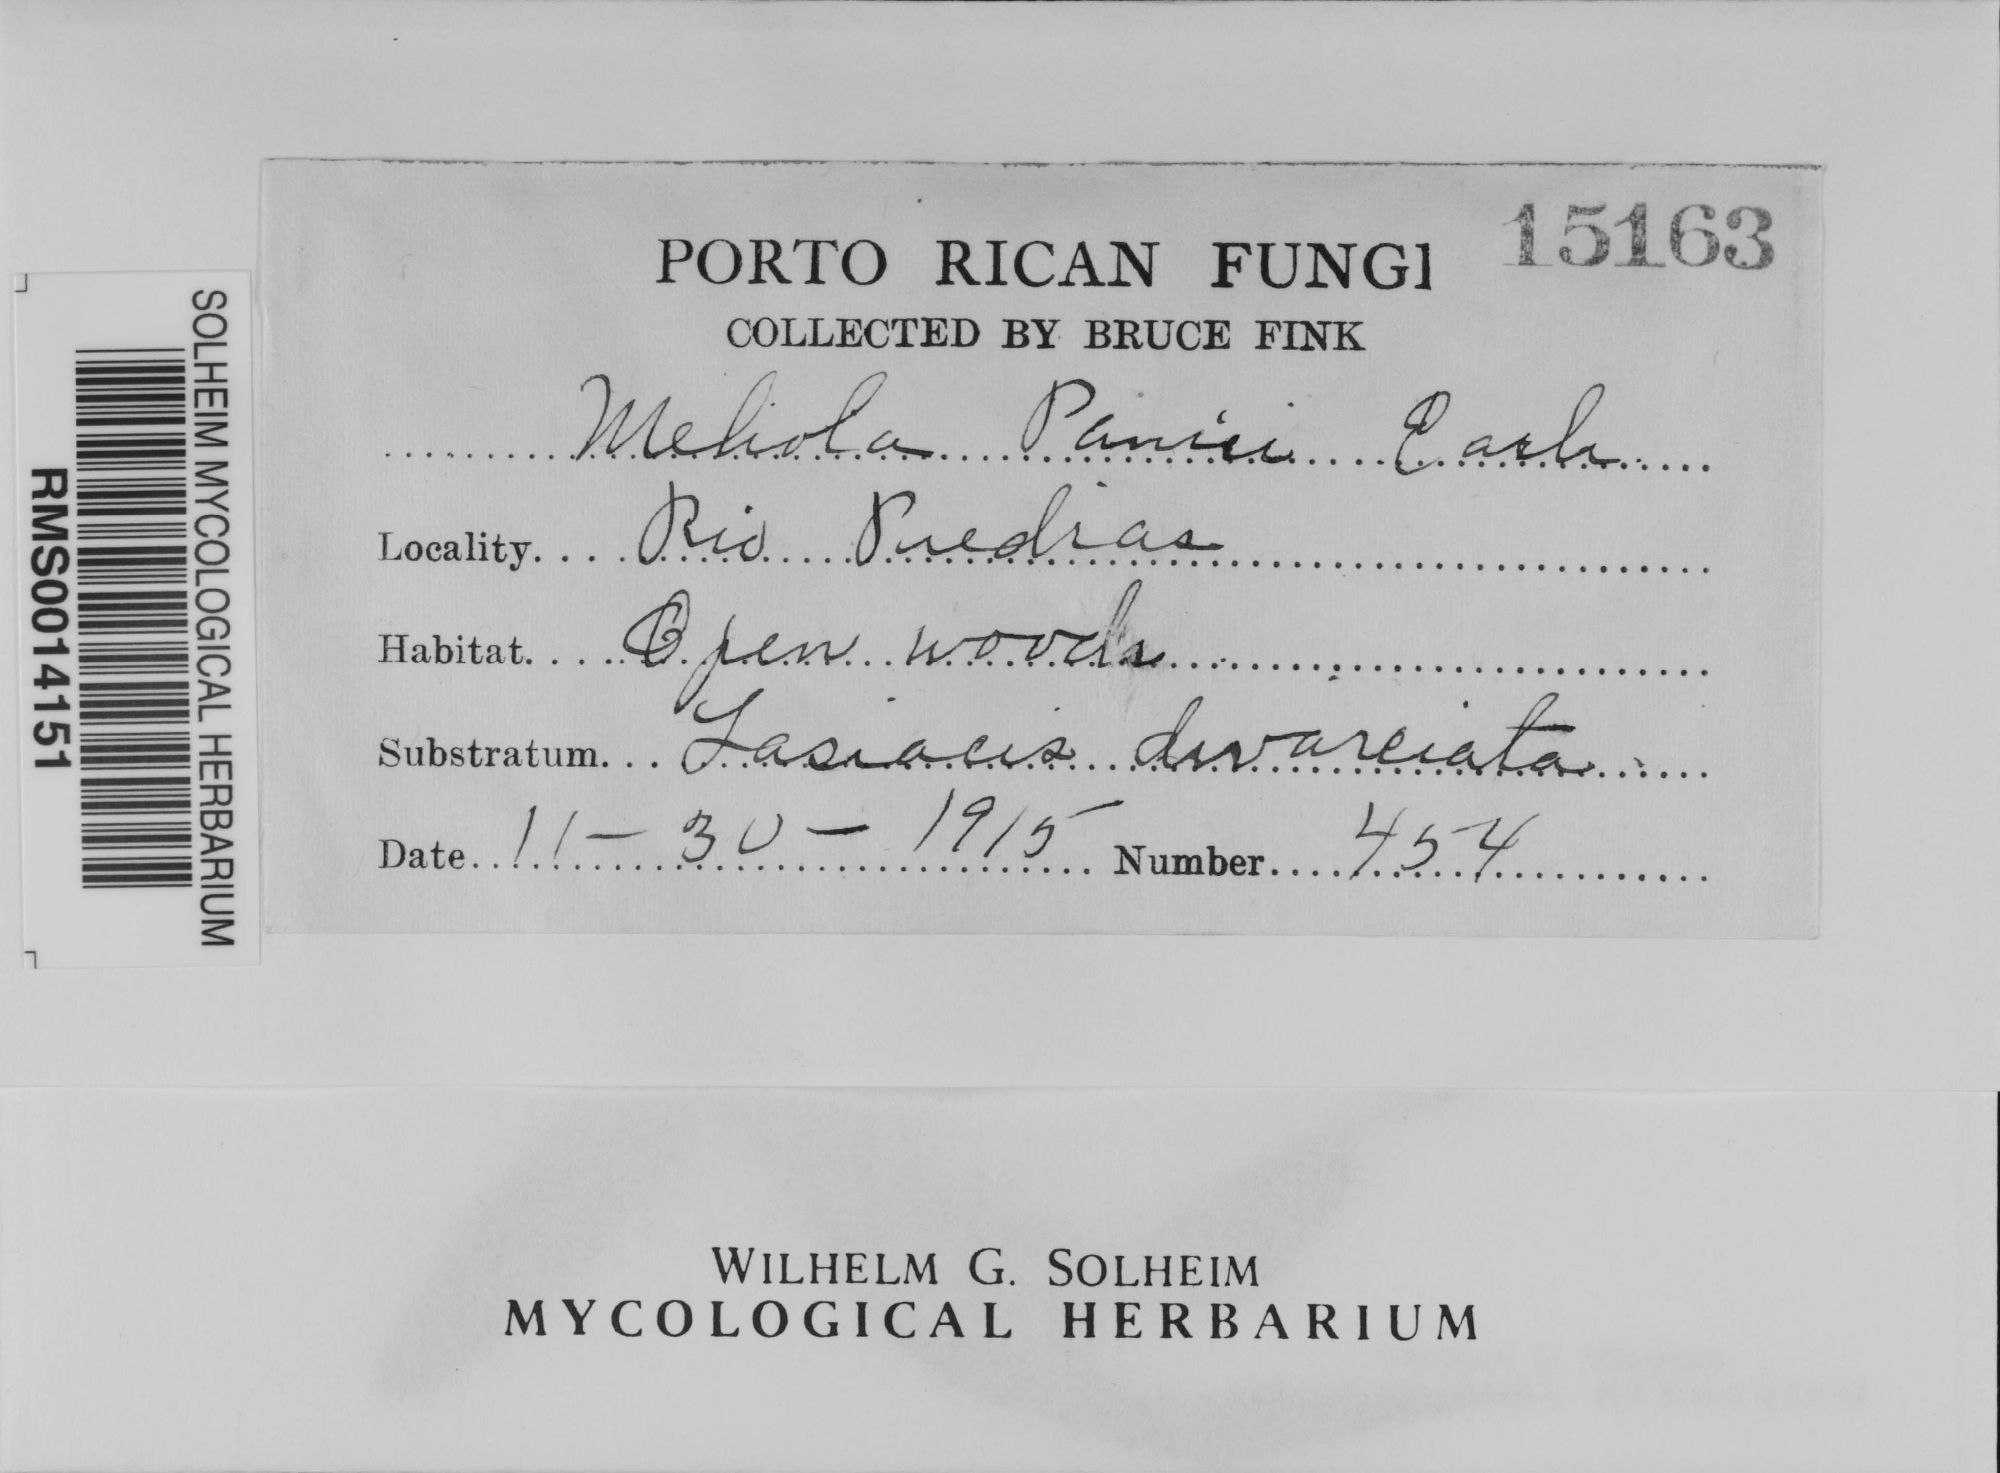 15163
PORTO RICAN FUNGI
COLLECTED BY BRUCE FINK
Meliola Panici Earle
Locality.... Rio Piedras
Habitat.... Open woods
Substratum... Lasiacis divarciata
Date.. 11-30-1915 Number.... 454
SOLHEIM MYCOLOGICAL HERBARIUM
RMS0014151
WILHELM G. SOLHEIM
MYCOLOGICAL HERBARIUM